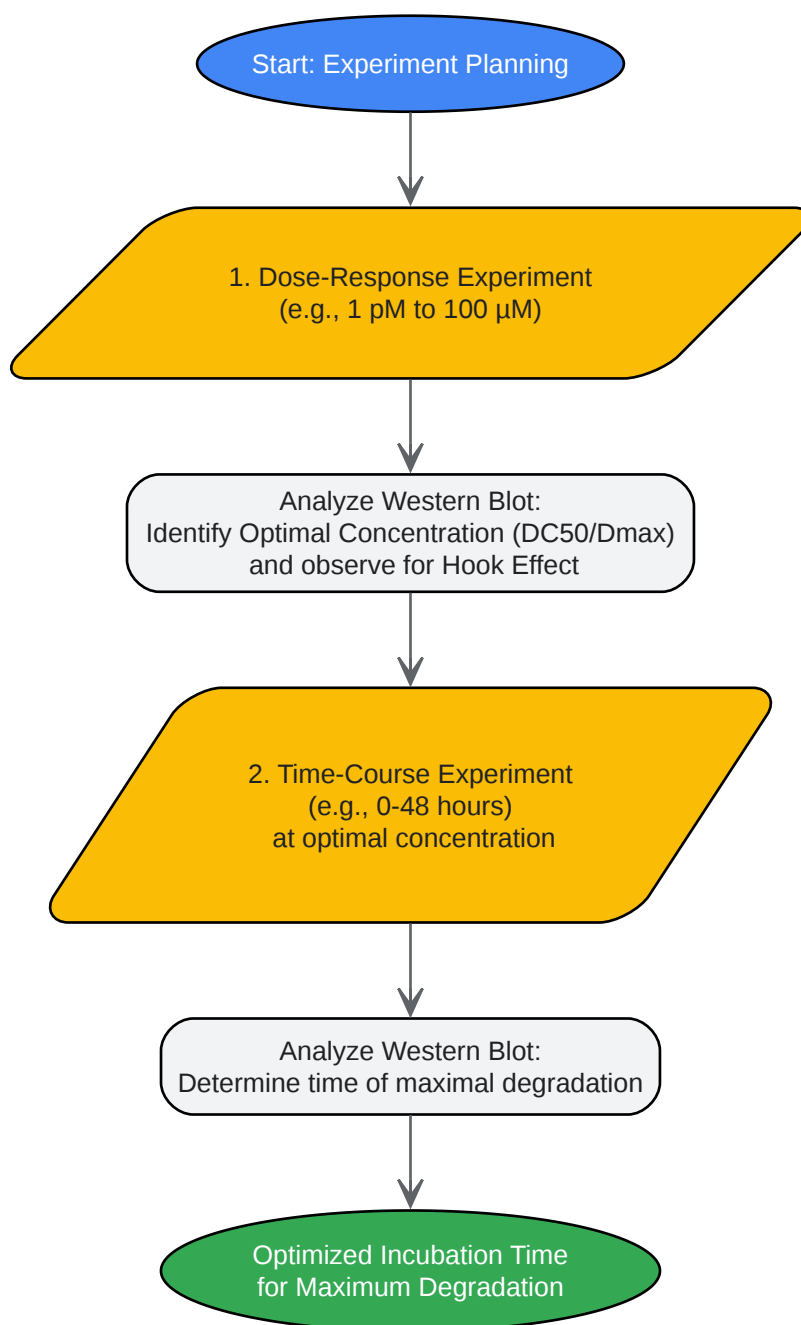 Start: Experiment Planning
1. Dose-Response Experiment
(e.g., 1 pM to 100 µM)
Analyze Western Blot:
Identify Optimal Concentration (DC50/Dmax)
and observe for Hook Effect
2. Time-Course Experiment
(e.g., 0-48 hours)
at optimal concentration
Analyze Western Blot:
Determine time of maximal degradation
Optimized Incubation Time
for Maximum Degradation